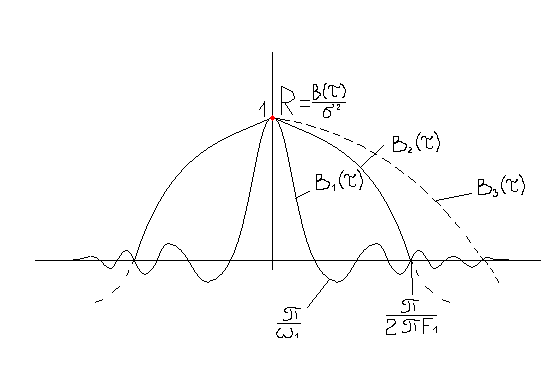 1 R = B(τ)/σ²
B₂(τ)
B₁(τ)
B₃(τ)
π/ω₁
π/2πF₁